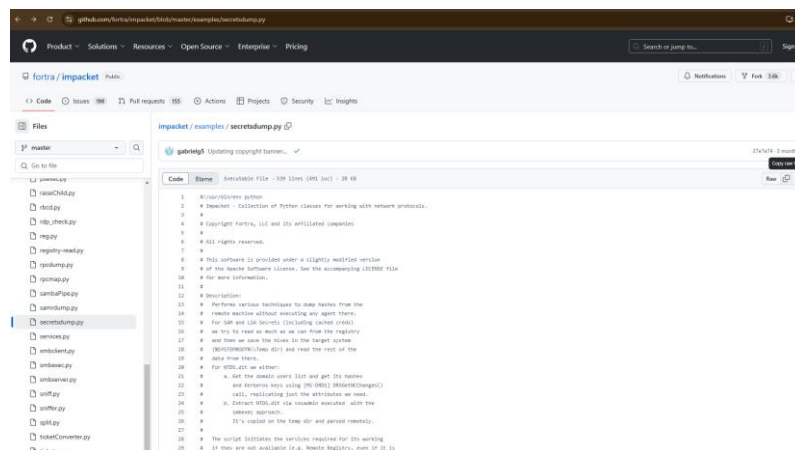 github.com/fortra/impacket/blob/master/examples/secretsdump.py
Product Solutions Resources Open Source Enterprise Pricing
Search or jump to...
/
Sign
fortra / impacket Public
Notifications
Fork 3.6k
Code Issues Pull requests 155 Actions Projects Security Insights
Files
impacket / examples / secretsdump.py
master
Go to file
gabrielg5 Updating copyright banner...
Copy raw
Code Blame Executable File · 539 lines (491 loc) · 28 KB
Raw
raiseChild.py
rbcd.py
rdp_check.py
reg.py
registry-read.py
rpcdump.py
rpcmap.py
sambaPipe.py
samrdump.py
secretsdump.py
services.py
smbclient.py
smbexec.py
smbserver.py
sniff.py
sniffer.py
split.py
ticketConverter.py
1 #!/usr/bin/env python
2 # Impacket - Collection of Python classes for working with network protocols.
3 #
4 # Copyright Fortra, LLC and its affiliated companies
5 #
6 # All rights reserved.
7 #
8 # This software is provided under a slightly modified version
9 # of the Apache Software License. See the accompanying LICENSE file
10 # for more information.
11 #
12 # Description:
13 # Performs various techniques to dump hashes from the
14 # remote machine without executing any agent there.
15 # For SAM and LSA Secrets (including cached creds)
16 # we try to read as much as we can from the registry
17 # and then we save the hives in the target system
18 # (%SYSTEMROOT%\Temp dir) and read the rest of the
19 # data from there.
20 # For NTDS.dit we either:
21 # a. Get the domain users list and get its hashes
22 # and Kerberos keys using [MS-DRDS] DRSGetNCChanges()
23 # call, replicating just the attributes we need.
24 # b. Extract NTDS.dit via vssadmin executed with the
25 # smbexec approach.
26 # It's copied on the temp dir and parsed remotely.
27 #
28 # The script initiates the services required for its working
29 # if they are not available (e.g. Remote Registry, even if it is